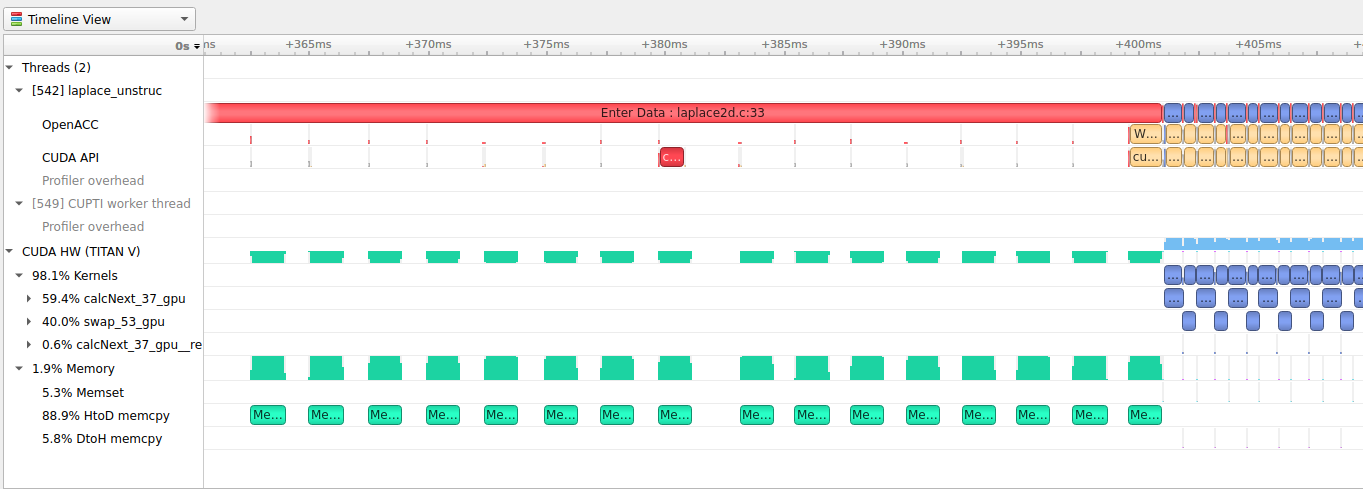 Timeline View
0s ms +365ms +370ms +375ms +380ms +385ms +390ms +395ms +400ms +405ms
Threads (2)
[542] laplace_unstruc
Enter Data : laplace2d.c:33 ... ... ... ... ... ... ...
OpenACC
W... ... ... ... ... ... ... ...
CUDA API
c... cu... ... ... ... ... ... ... ...
Profiler overhead
[549] CUPTI worker thread
Profiler overhead
CUDA HW (TITAN V)
98.1% Kernels ... ... ... ... ... ... ...
59.4% calcNext_37_gpu ... ... ... ... ... ...
40.0% swap_53_gpu
0.6% calcNext_37_gpu__re
1.9% Memory
5.3% Memset
88.9% HtoD memcpy Me... Me... Me... Me... Me... Me... Me... Me... Me... Me... Me... Me... Me... Me... Me... Me...
5.8% DtoH memcpy